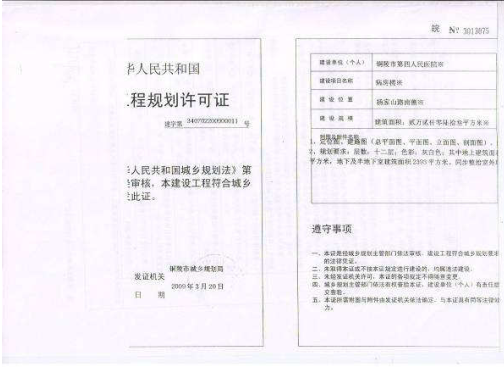 皖 Nº 3013075
华人民共和国
工程规划许可证
建字第 340702200900011 号
华人民共和国城乡规划法》第
审核，本建设工程符合城乡
此证。
发证机关 铜陵市城乡规划局
日期 2009年3月20日
建设单位（个人） 铜陵市第四人民医院※
建设项目名称 病房楼※
建设位置 杨家山路南侧※
建设规模 建筑面积：贰万贰仟零陆拾叁平方米※
附图及附件名称
1、定位图、建施图（总平面图、平面图、立面图、剖面图）。
2、规划要求：层数：十二层；色彩：灰白色；其中地上建筑面积
平方米，地下及半地下室建筑面积2393平方米，同步整治室外
遵守事项
一、本证是经城乡规划主管部门依法审核，建设工程符合城乡规划要求
的法律凭证。
二、未取得本证或不按本证规定进行建设的，均属违法建设。
三、未经发证机关许可，本证的各项规定不得随意变更。
四、城乡规划主管部门依法有权查验本证，建设单位（个人）有责任提
交查验。
五、本证所需附图与附件由发证机关依法确定，与本证具有同等法律效
力。